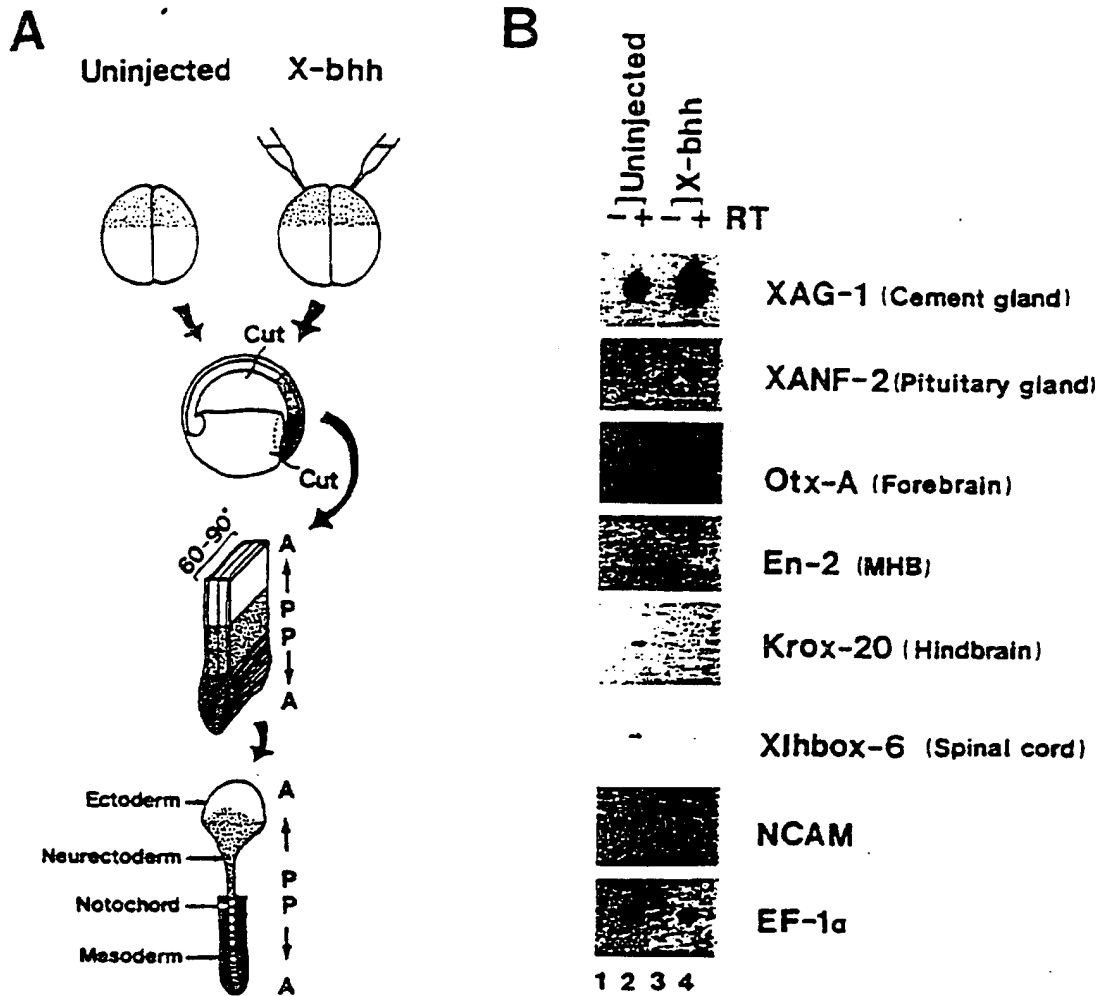 A
Uninjected X-bhh
Cut
Cut
60-90°
A
P
P
A
Ectoderm
Neurectoderm
Notochord
Mesoderm
A
P
P
A
B
Uninjected
X-bhh
- + - + RT
XAG-1 (Cement gland)
XANF-2 (Pituitary gland)
Otx-A (Forebrain)
En-2 (MHB)
Krox-20 (Hindbrain)
Xlhbox-6 (Spinal cord)
NCAM
EF-1α
1 2 3 4